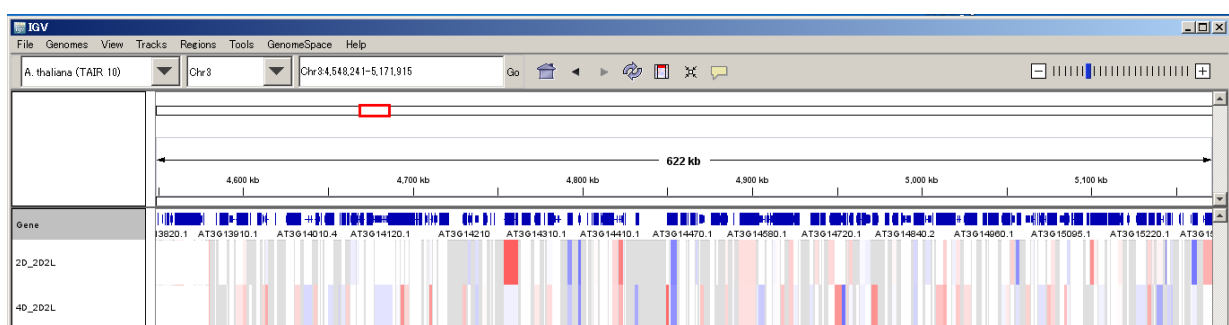 IGV
File Genomes View Tracks Regions Tools GenomeSpace Help
A. thaliana (TAIR 10) Chr3 Chr3:4,548,241-5,171,915 Go
622 kb
4,600 kb 4,700 kb 4,800 kb 4,900 kb 5,000 kb 5,100 kb
Gene
13820.1 AT3G13910.1 AT3G14010.4 AT3G14120.1 AT3G14210 AT3G14310.1 AT3G14410.1 AT3G14470.1 AT3G14580.1 AT3G14720.1 AT3G14840.2 AT3G14960.1 AT3G15095.1 AT3G15220.1 AT3G15
2D_2D2L
4D_2D2L